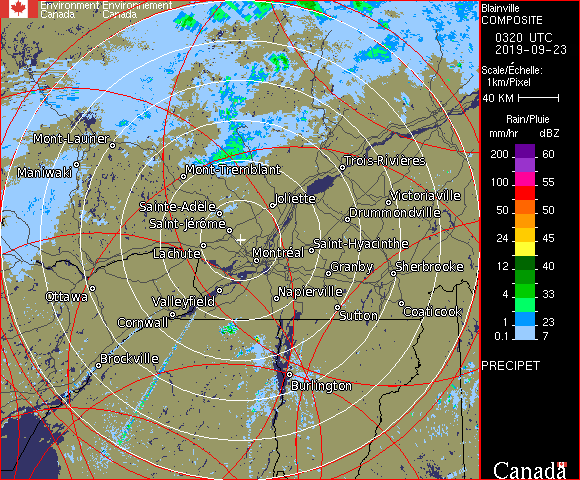 Environment Environnement
Canada Canada
Blainville
COMPOSITE
0320 UTC
2019-09-23
Scale/Échelle:
1km/Pixel
40 KM
Rain/Pluie
mm/hr dBZ
200 60
100 55
50 50
24 45
12 40
4 33
1 23
0.1 7
PRECIPET
Canada
Mont-Laurier
Maniwaki
Mont-Tremblant
Trois-Rivières
Sainte-Adèle
Joliette
Victoriaville
Drummondville
Saint-Jérôme
Saint-Hyacinthe
Lachute
Montréal
Granby
Sherbrooke
Ottawa
Valleyfield
Napierville
Cornwall
Sutton
Coaticook
Brockville
Burlington